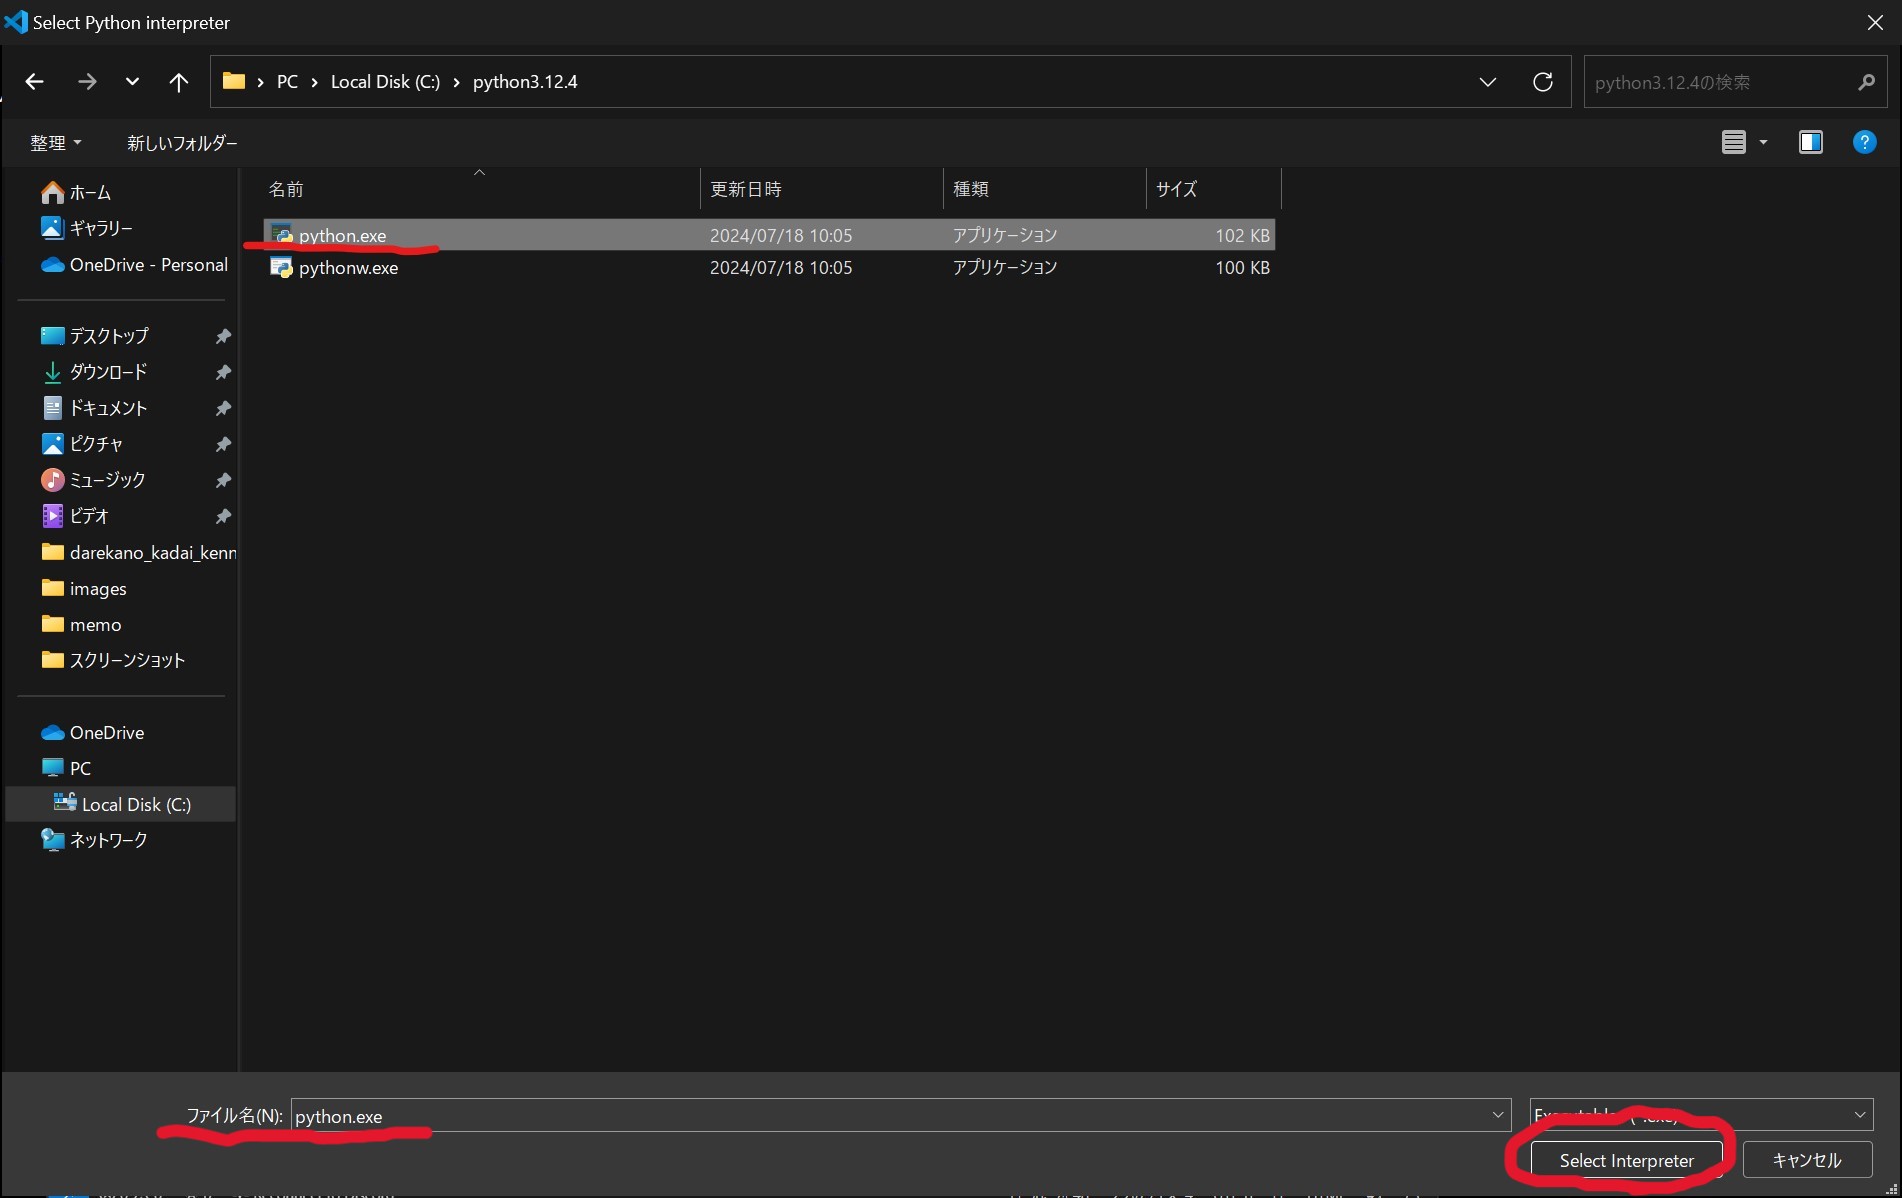 Select Python interpreter
PC > Local Disk (C:) > python3.12.4
python3.12.4の検索
整理 新しいフォルダー
名前 更新日時 種類 サイズ
python.exe 2024/07/18 10:05 アプリケーション 102 KB
pythonw.exe 2024/07/18 10:05 アプリケーション 100 KB
ホーム
ギャラリー
OneDrive - Personal
デスクトップ
ダウンロード
ドキュメント
ピクチャ
ミュージック
ビデオ
darekano_kadai_kenn
images
memo
スクリーンショット
OneDrive
PC
Local Disk (C:)
ネットワーク
ファイル名(N): python.exe
Select Interpreter キャンセル